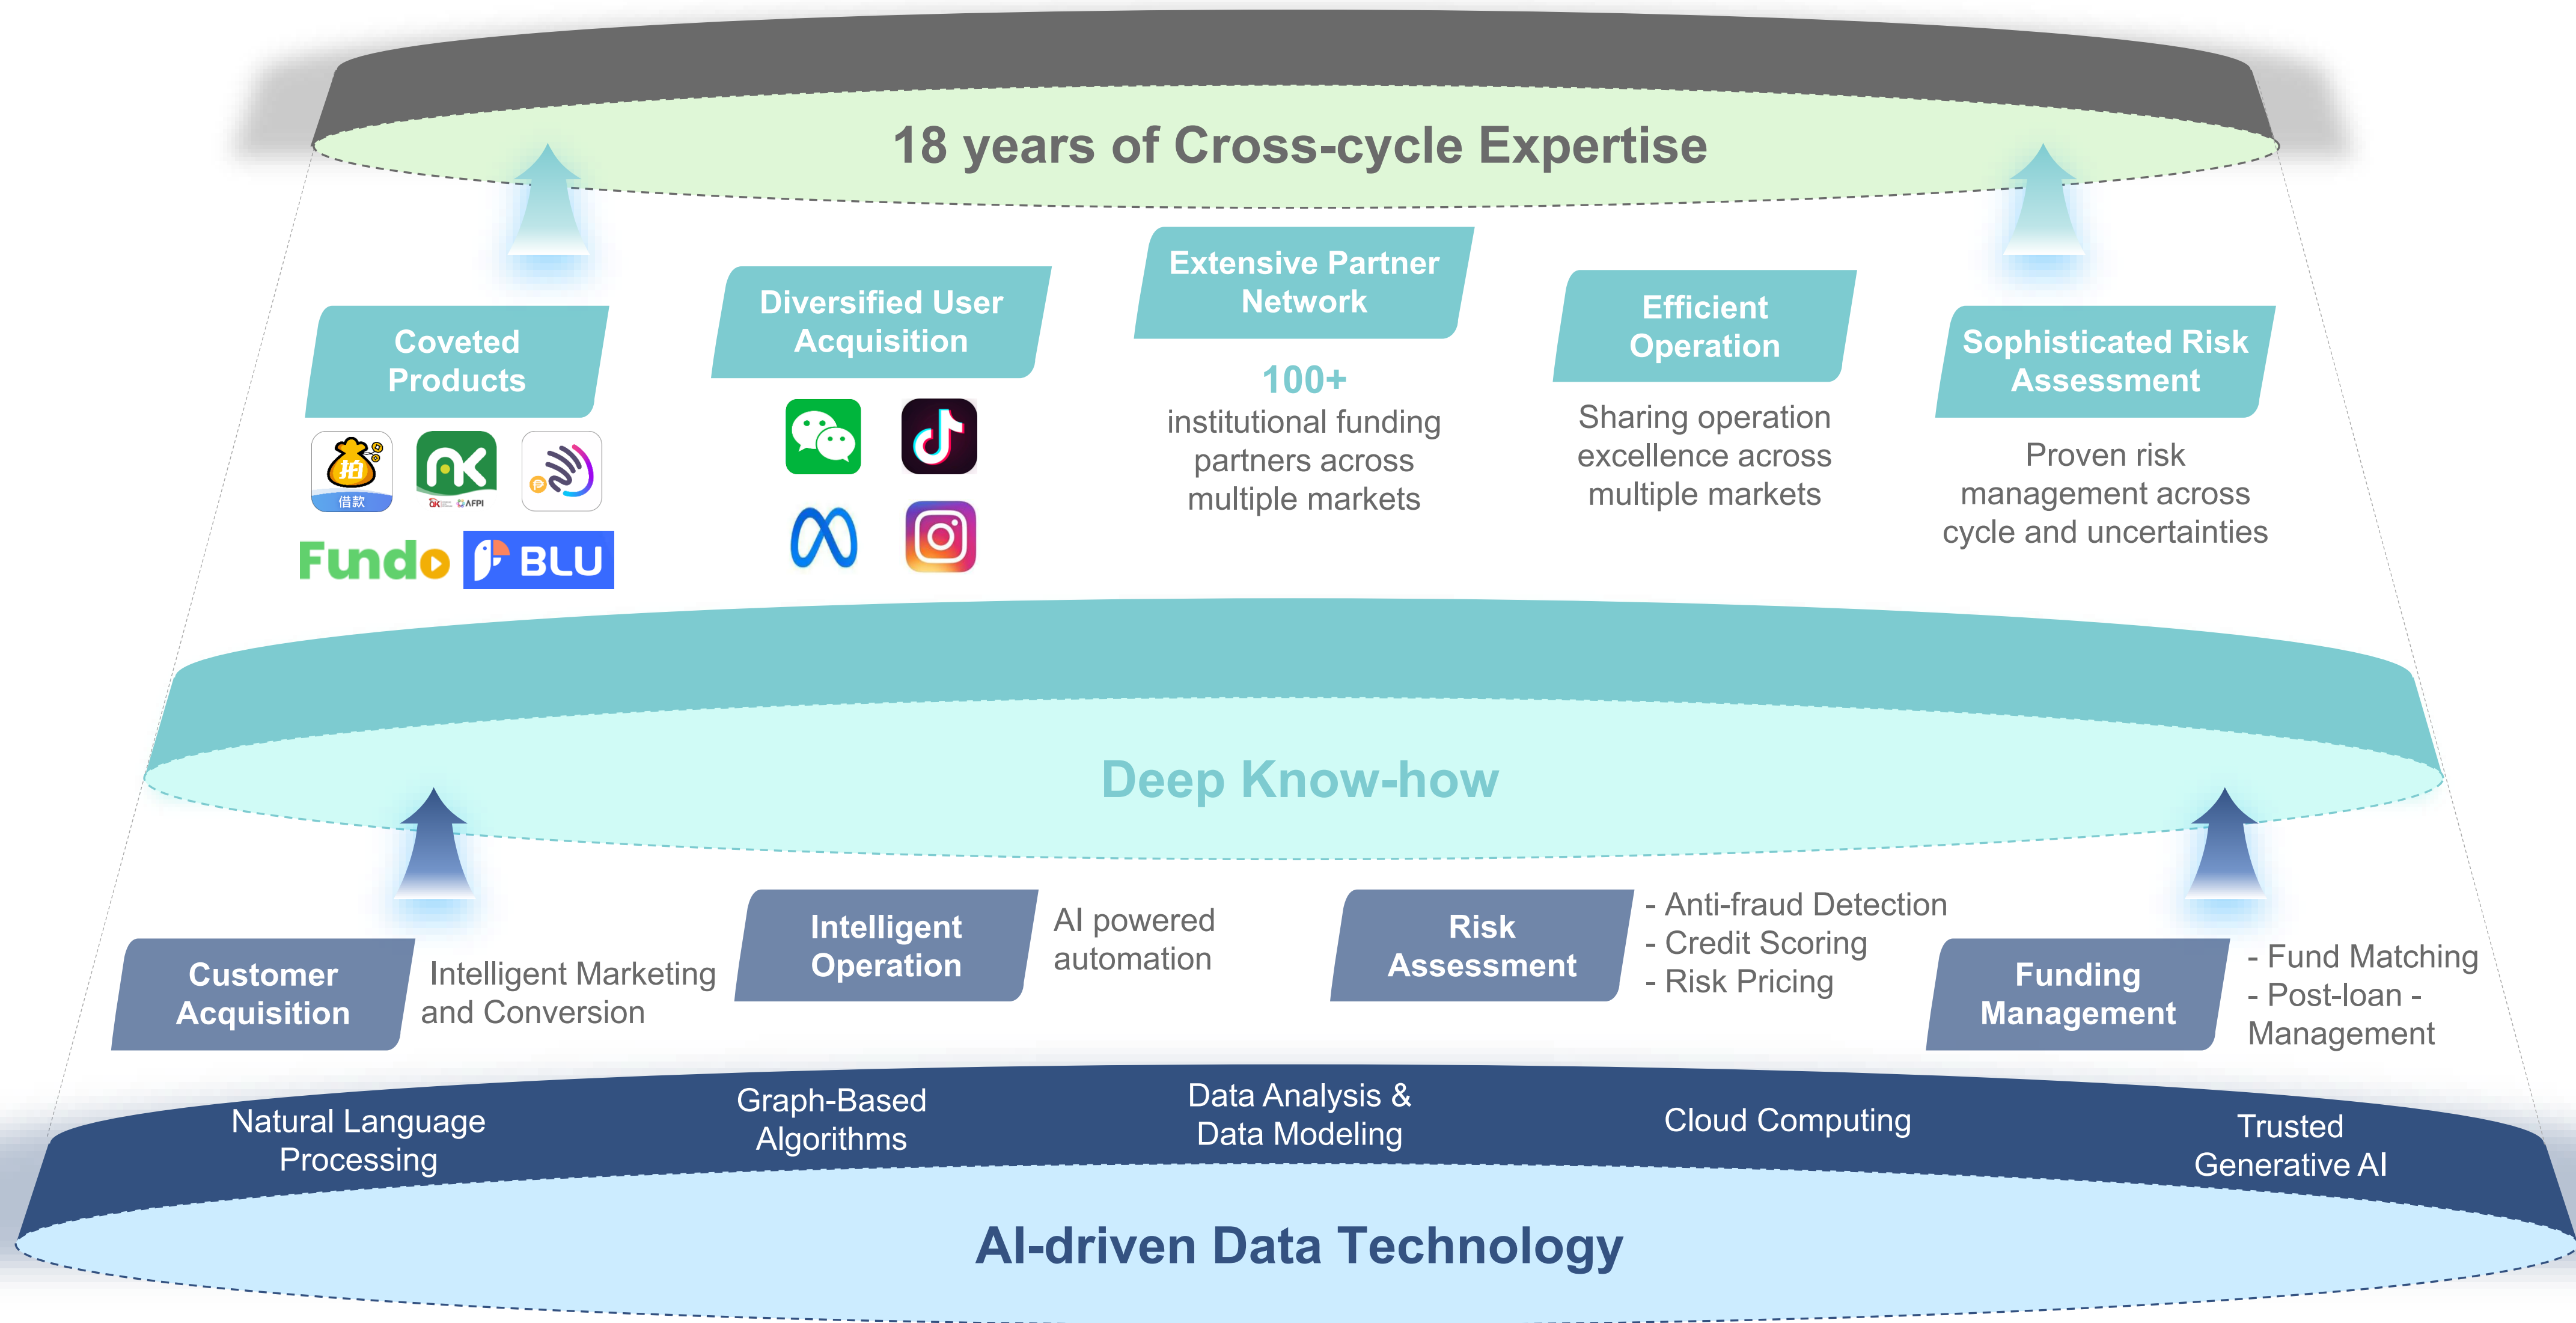 18 years of Cross-cycle Expertise
Coveted
Products
拍
借款
AK
AFPI
Fundo
BLU
Diversified User
Acquisition
Extensive Partner
Network
100+
institutional funding
partners across
multiple markets
Efficient
Operation
Sharing operation
excellence across
multiple markets
Sophisticated Risk
Assessment
Proven risk
management across
cycle and uncertainties
Deep Know-how
Customer
Acquisition
Intelligent Marketing
and Conversion
Intelligent
Operation
AI powered
automation
Risk
Assessment
- Anti-fraud Detection
- Credit Scoring
- Risk Pricing
Funding
Management
- Fund Matching
- Post-loan -
Management
Natural Language
Processing
Graph-Based
Algorithms
Data Analysis &
Data Modeling
Cloud Computing
Trusted
Generative AI
AI-driven Data Technology